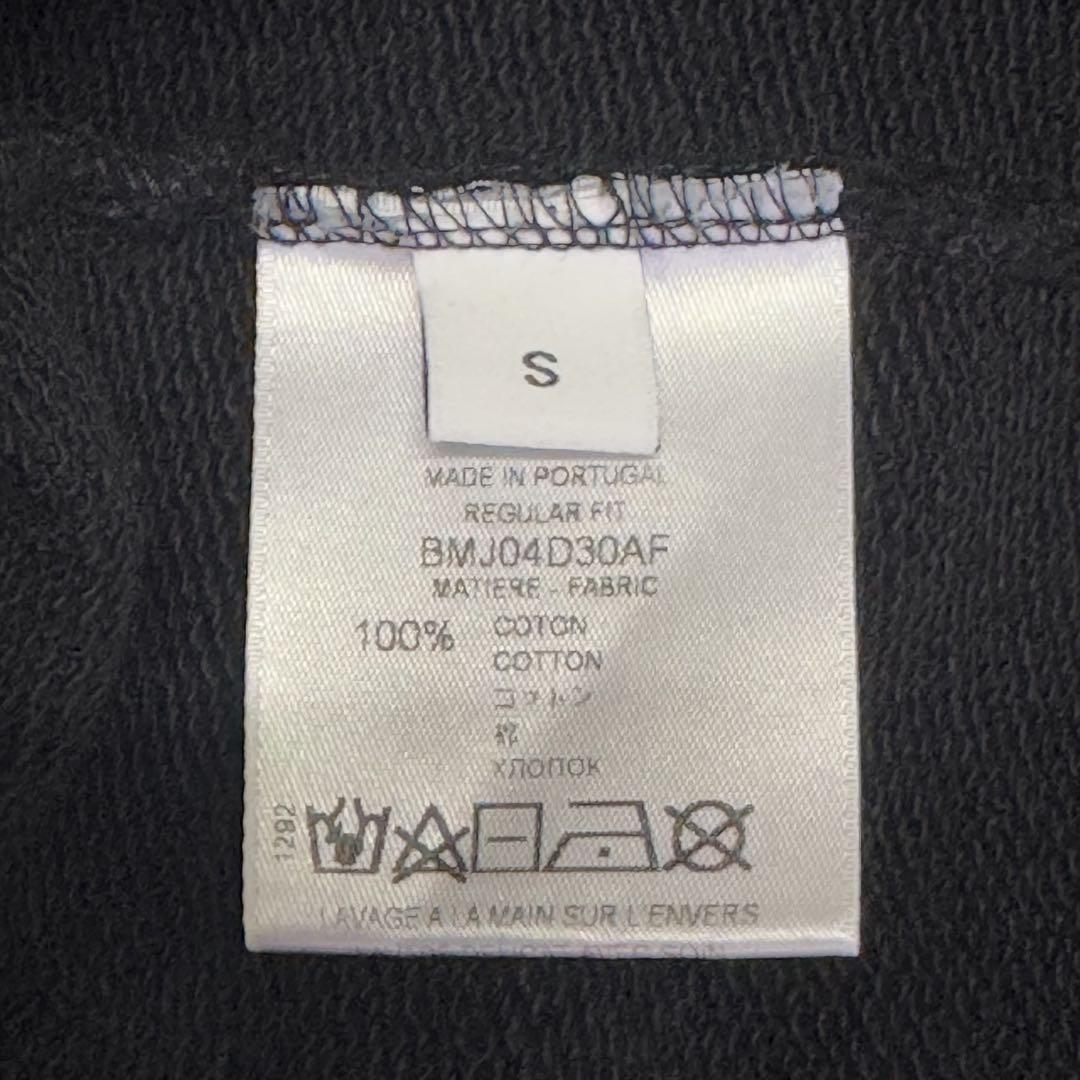 S
MADE IN PORTUGAL
REGULAR FIT
BMJ04D30AF
MATIERE - FABRIC
100% COTON
COTTON
コットン
棉
ХЛОПОК
1292
LAVAGE A LA MAIN SUR L'ENVERS